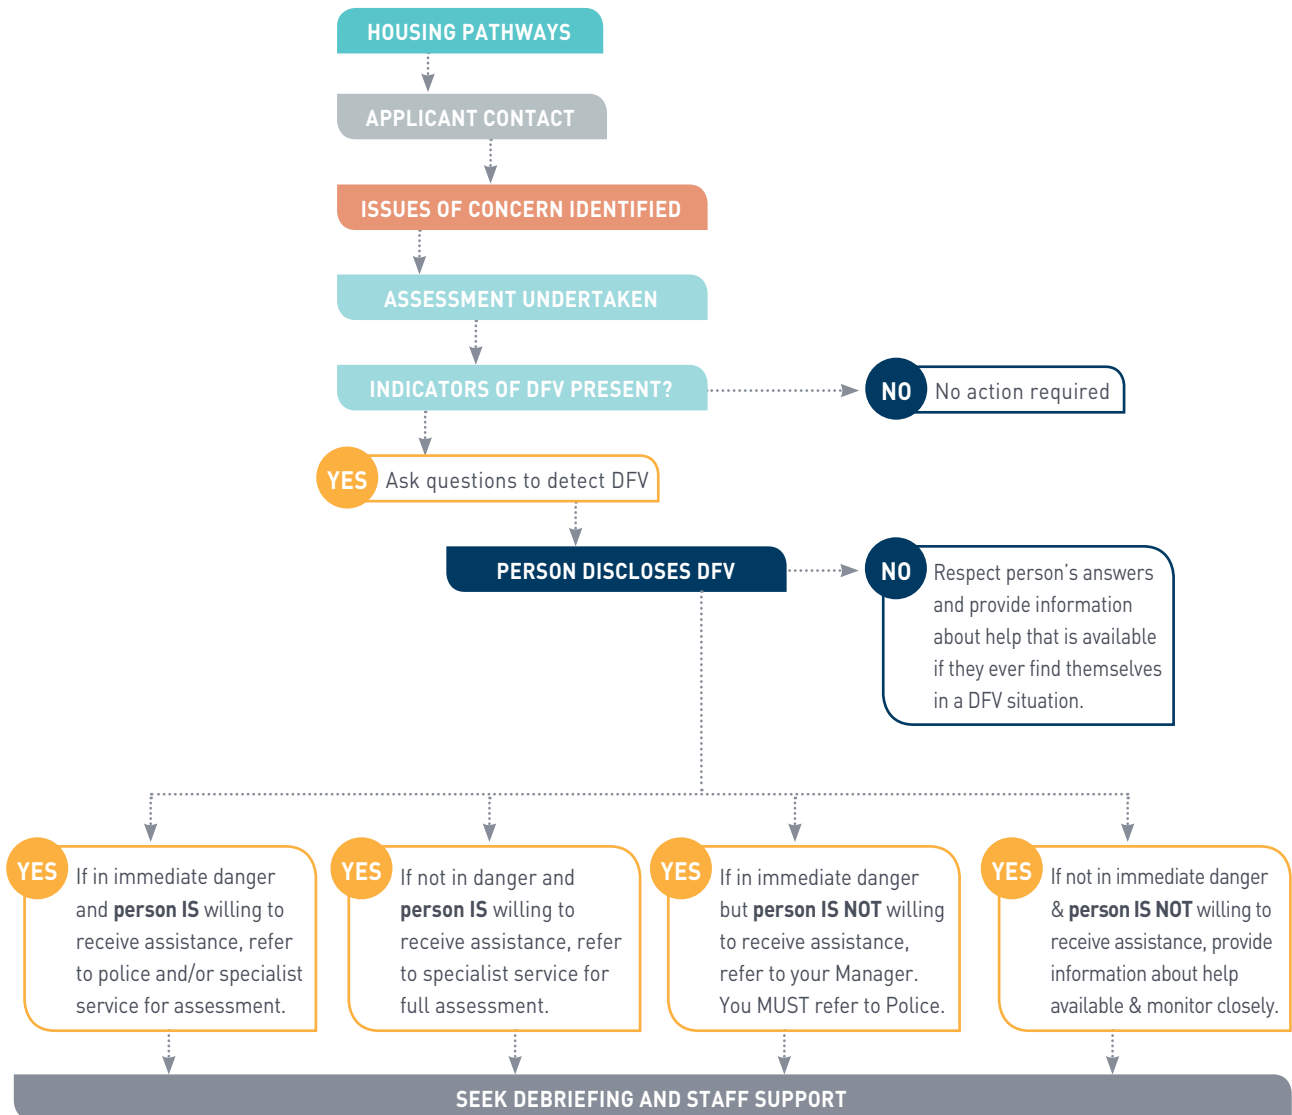 HOUSING PATHWAYS
APPLICANT CONTACT
ISSUES OF CONCERN IDENTIFIED
ASSESSMENT UNDERTAKEN
INDICATORS OF DFV PRESENT?
NO
No action required
YES
Ask questions to detect DFV
PERSON DISCLOSES DFV
NO
Respect person’s answers
and provide information
about help that is available
if they ever find themselves
in a DFV situation.
YES
If in immediate danger
and person IS willing to
receive assistance, refer
to police and/or specialist
service for assessment.
YES
If not in danger and
person IS willing to
receive assistance, refer
to specialist service for
full assessment.
YES
If in immediate danger
but person IS NOT willing
to receive assistance,
refer to your Manager.
You MUST refer to Police.
YES
If not in immediate danger
& person IS NOT willing to
receive assistance, provide
information about help
available & monitor closely.
SEEK DEBRIEFING AND STAFF SUPPORT